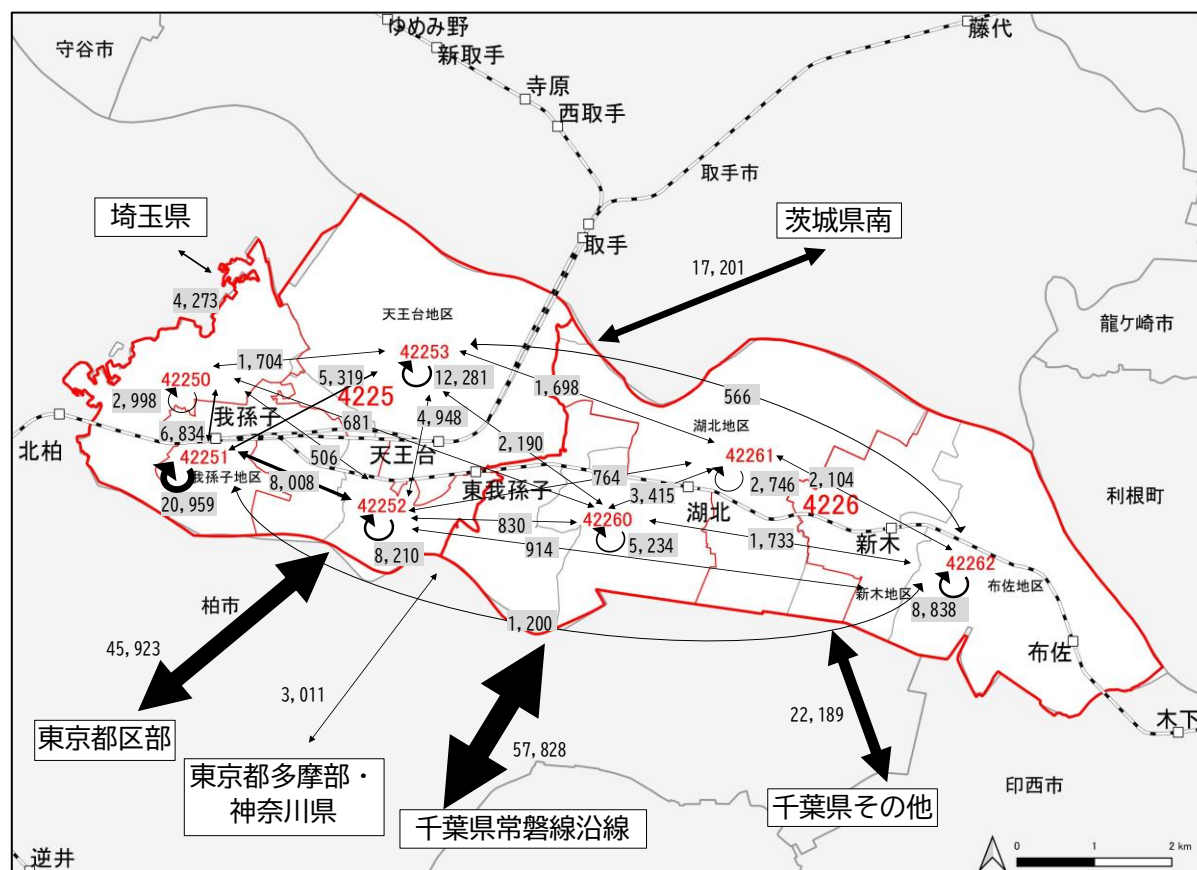 ゆめみ野
藤代
守谷市
新取手
寺原
西取手
取手市
埼玉県
茨城県南
取手
17,201
4,273
天王台地区
龍ケ崎市
1,704
42253
42250
5,319
12,281
1,698
566
2,998
4225
我孫子
681
4,948
湖北地区
北柏
6,834
天王台
2,190
42251
506
764
42261
2,104
我孫子地区
8,008
東我孫子
3,415
2,746
利根町
20,959
42252
湖北
4226
830
42260
新木
8,210
914
5,234
1,733
42262
新木地区
布佐地区
柏市
8,838
1,200
布佐
45,923
3,011
22,189
東京都区部
57,828
木下
東京都多摩部・
神奈川県
千葉県常磐線沿線
千葉県その他
印西市
逆井
0
1
2 km